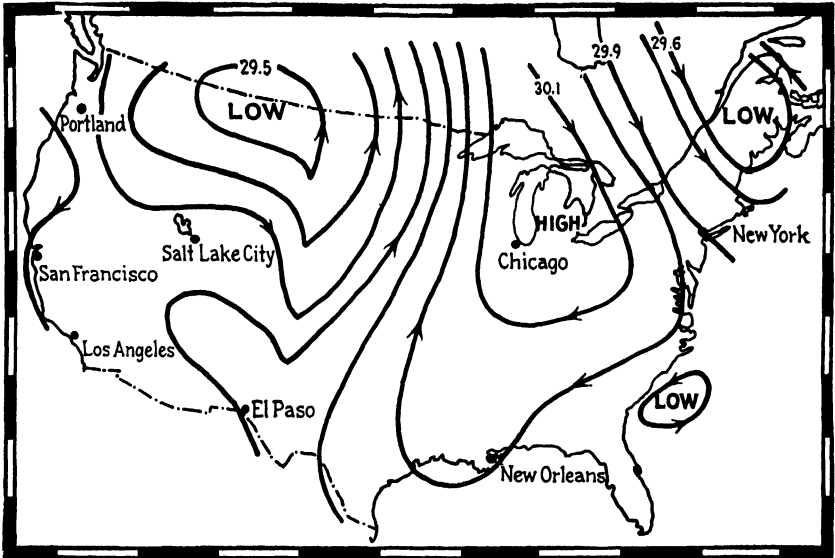 29.5
LOW
29.9
29.6
30.1
LOW
Portland
HIGH
Salt Lake City
Chicago
New York
San Francisco
Los Angeles
El Paso
LOW
New Orleans